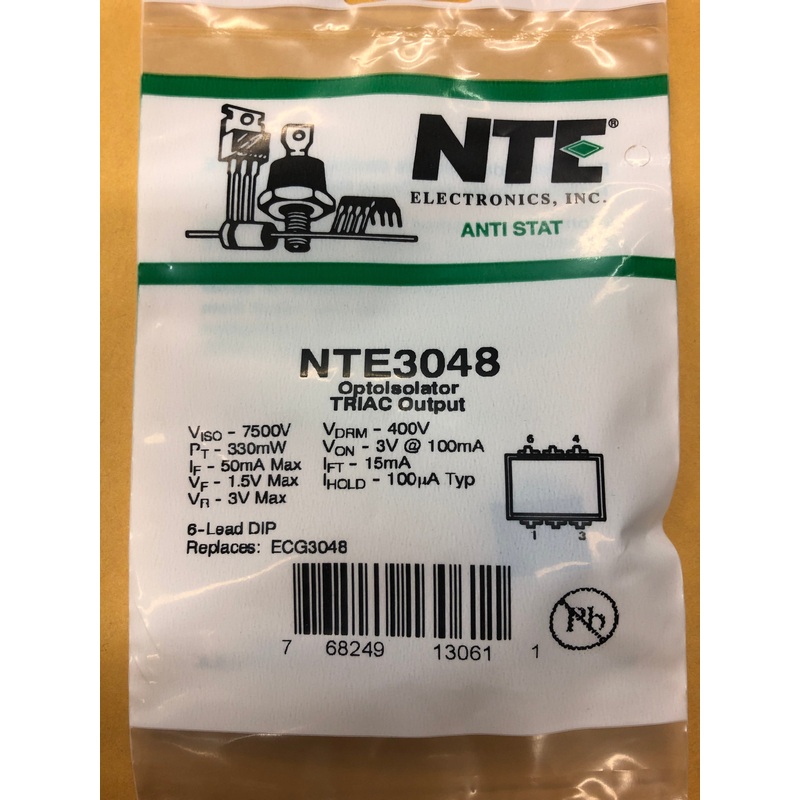 NTE®
ELECTRONICS, INC.
ANTI STAT
NTE3048
OptoIsolator
TRIAC Output
VISO - 7500V
PT - 330mW
IF - 50mA Max
VF - 1.5V Max
VR - 3V Max
VDRM - 400V
VON - 3V @ 100mA
IFT - 15mA
IHOLD - 100µA Typ
6 4
1 3
6-Lead DIP
Replaces: ECG3048
Pb
7 68249 13061 1